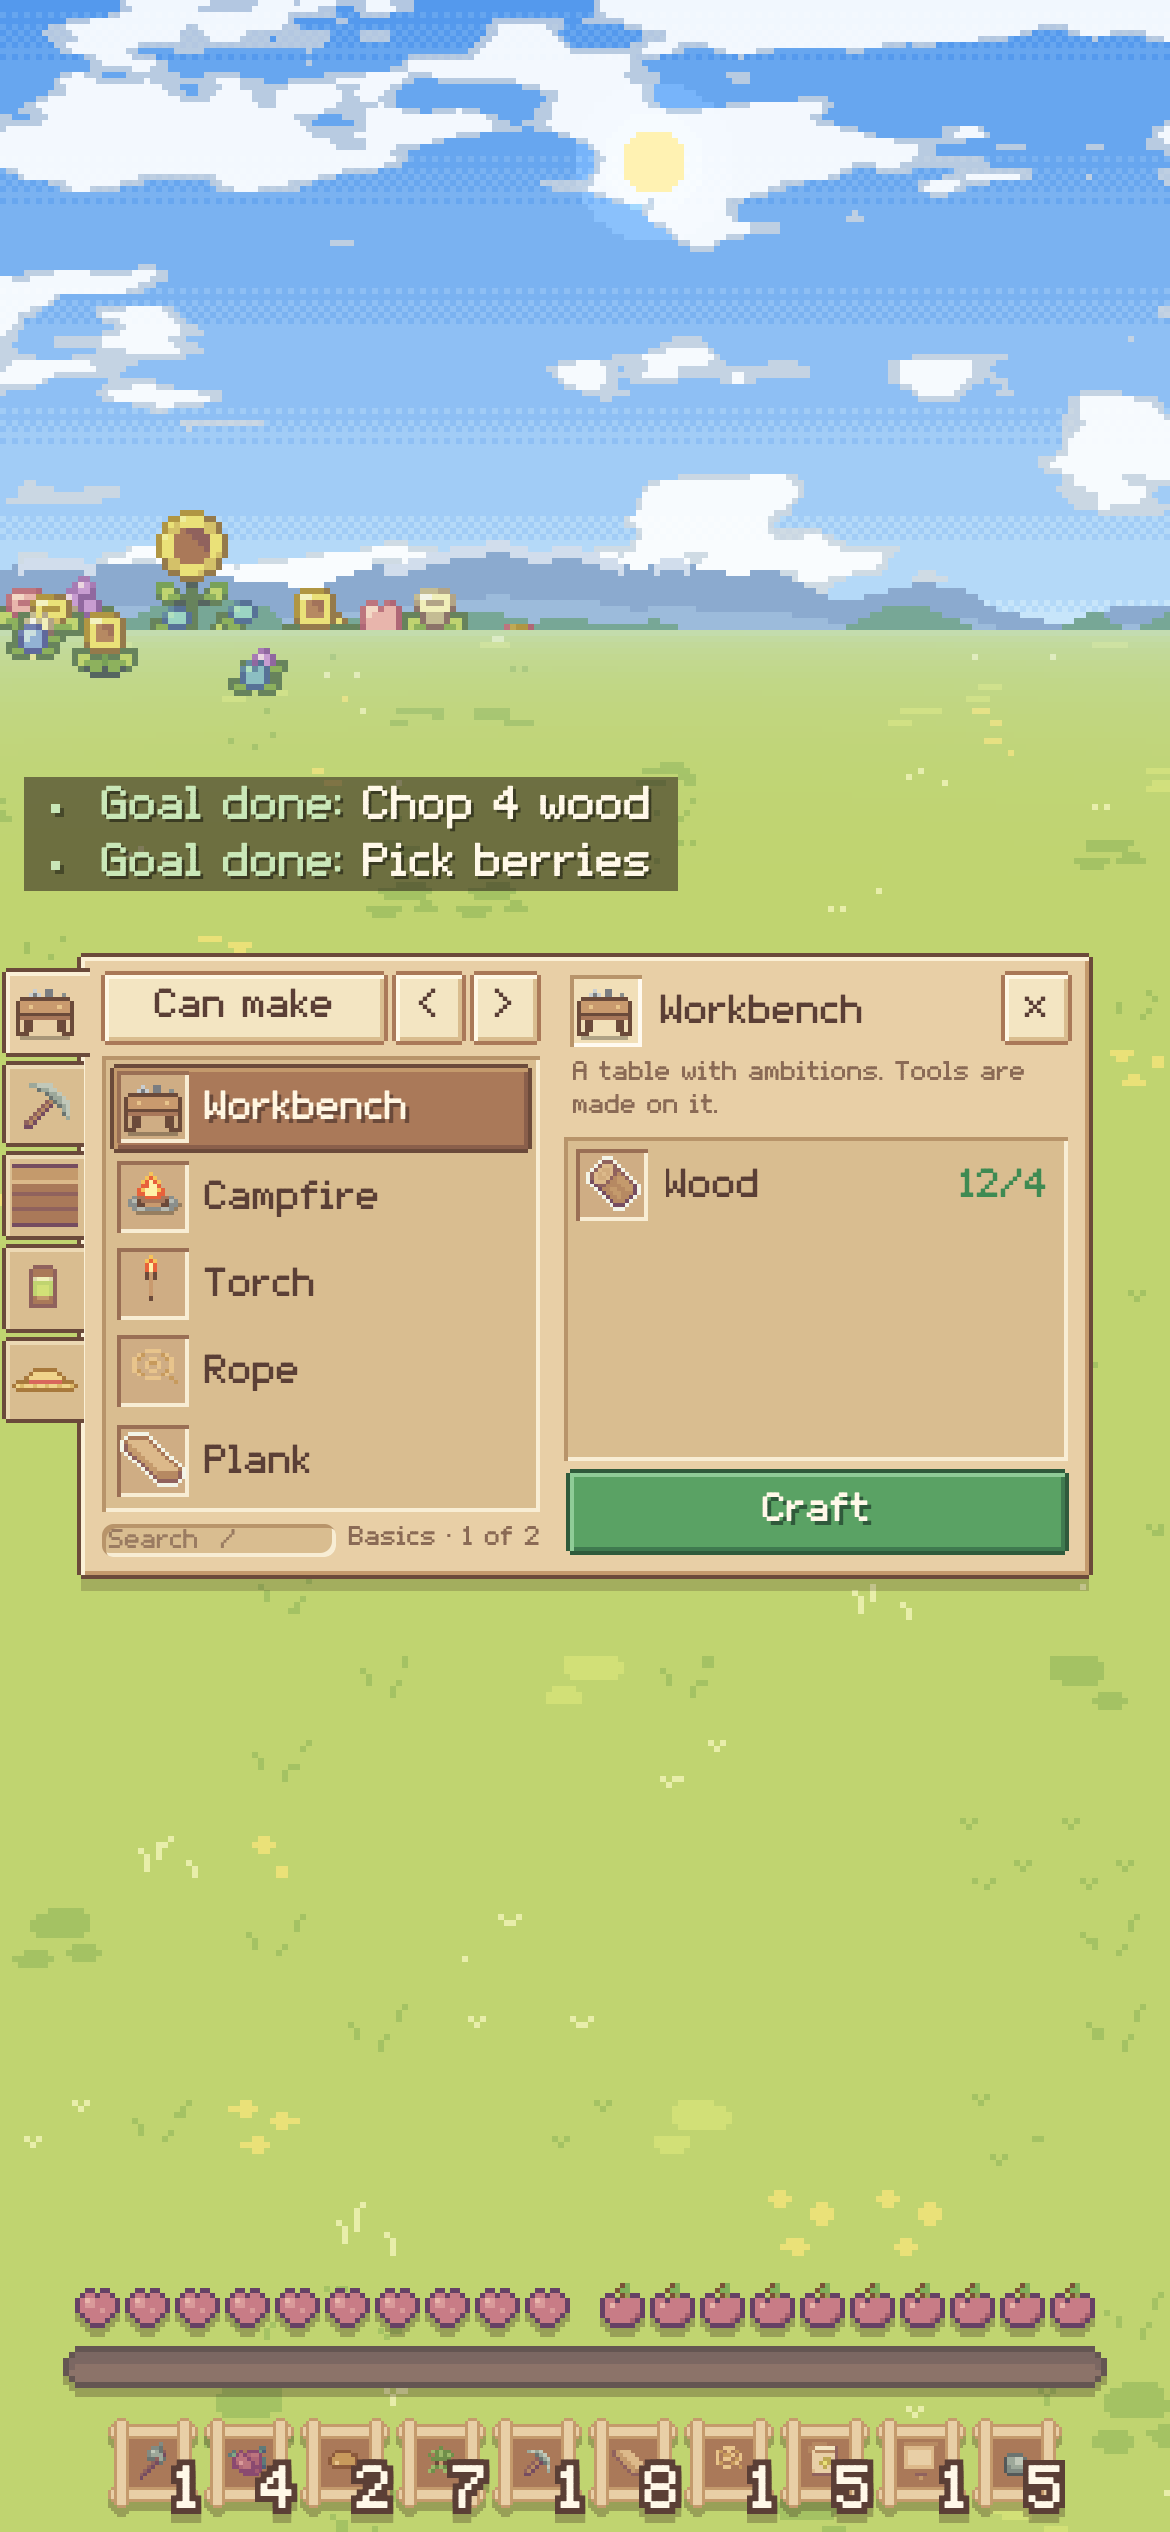 • Goal done: Chop 4 wood
• Goal done: Pick berries
Can make < >
Workbench x
A table with ambitions. Tools are
made on it.
Workbench
Campfire
Torch
Rope
Plank
Wood 12/4
Craft
Search / Basics · 1 of 2
1 4 2 7 1 8 1 5 1 5